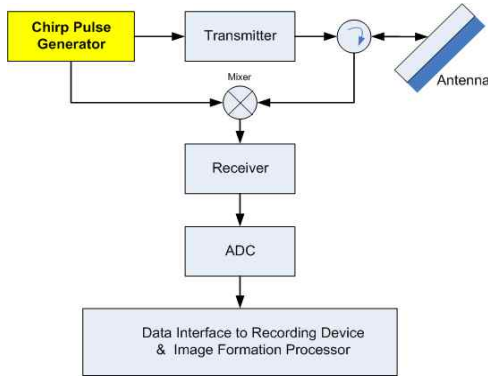 Chirp Pulse
Generator
Transmitter
Antenna
Mixer
Receiver
ADC
Data Interface to Recording Device
& Image Formation Processor